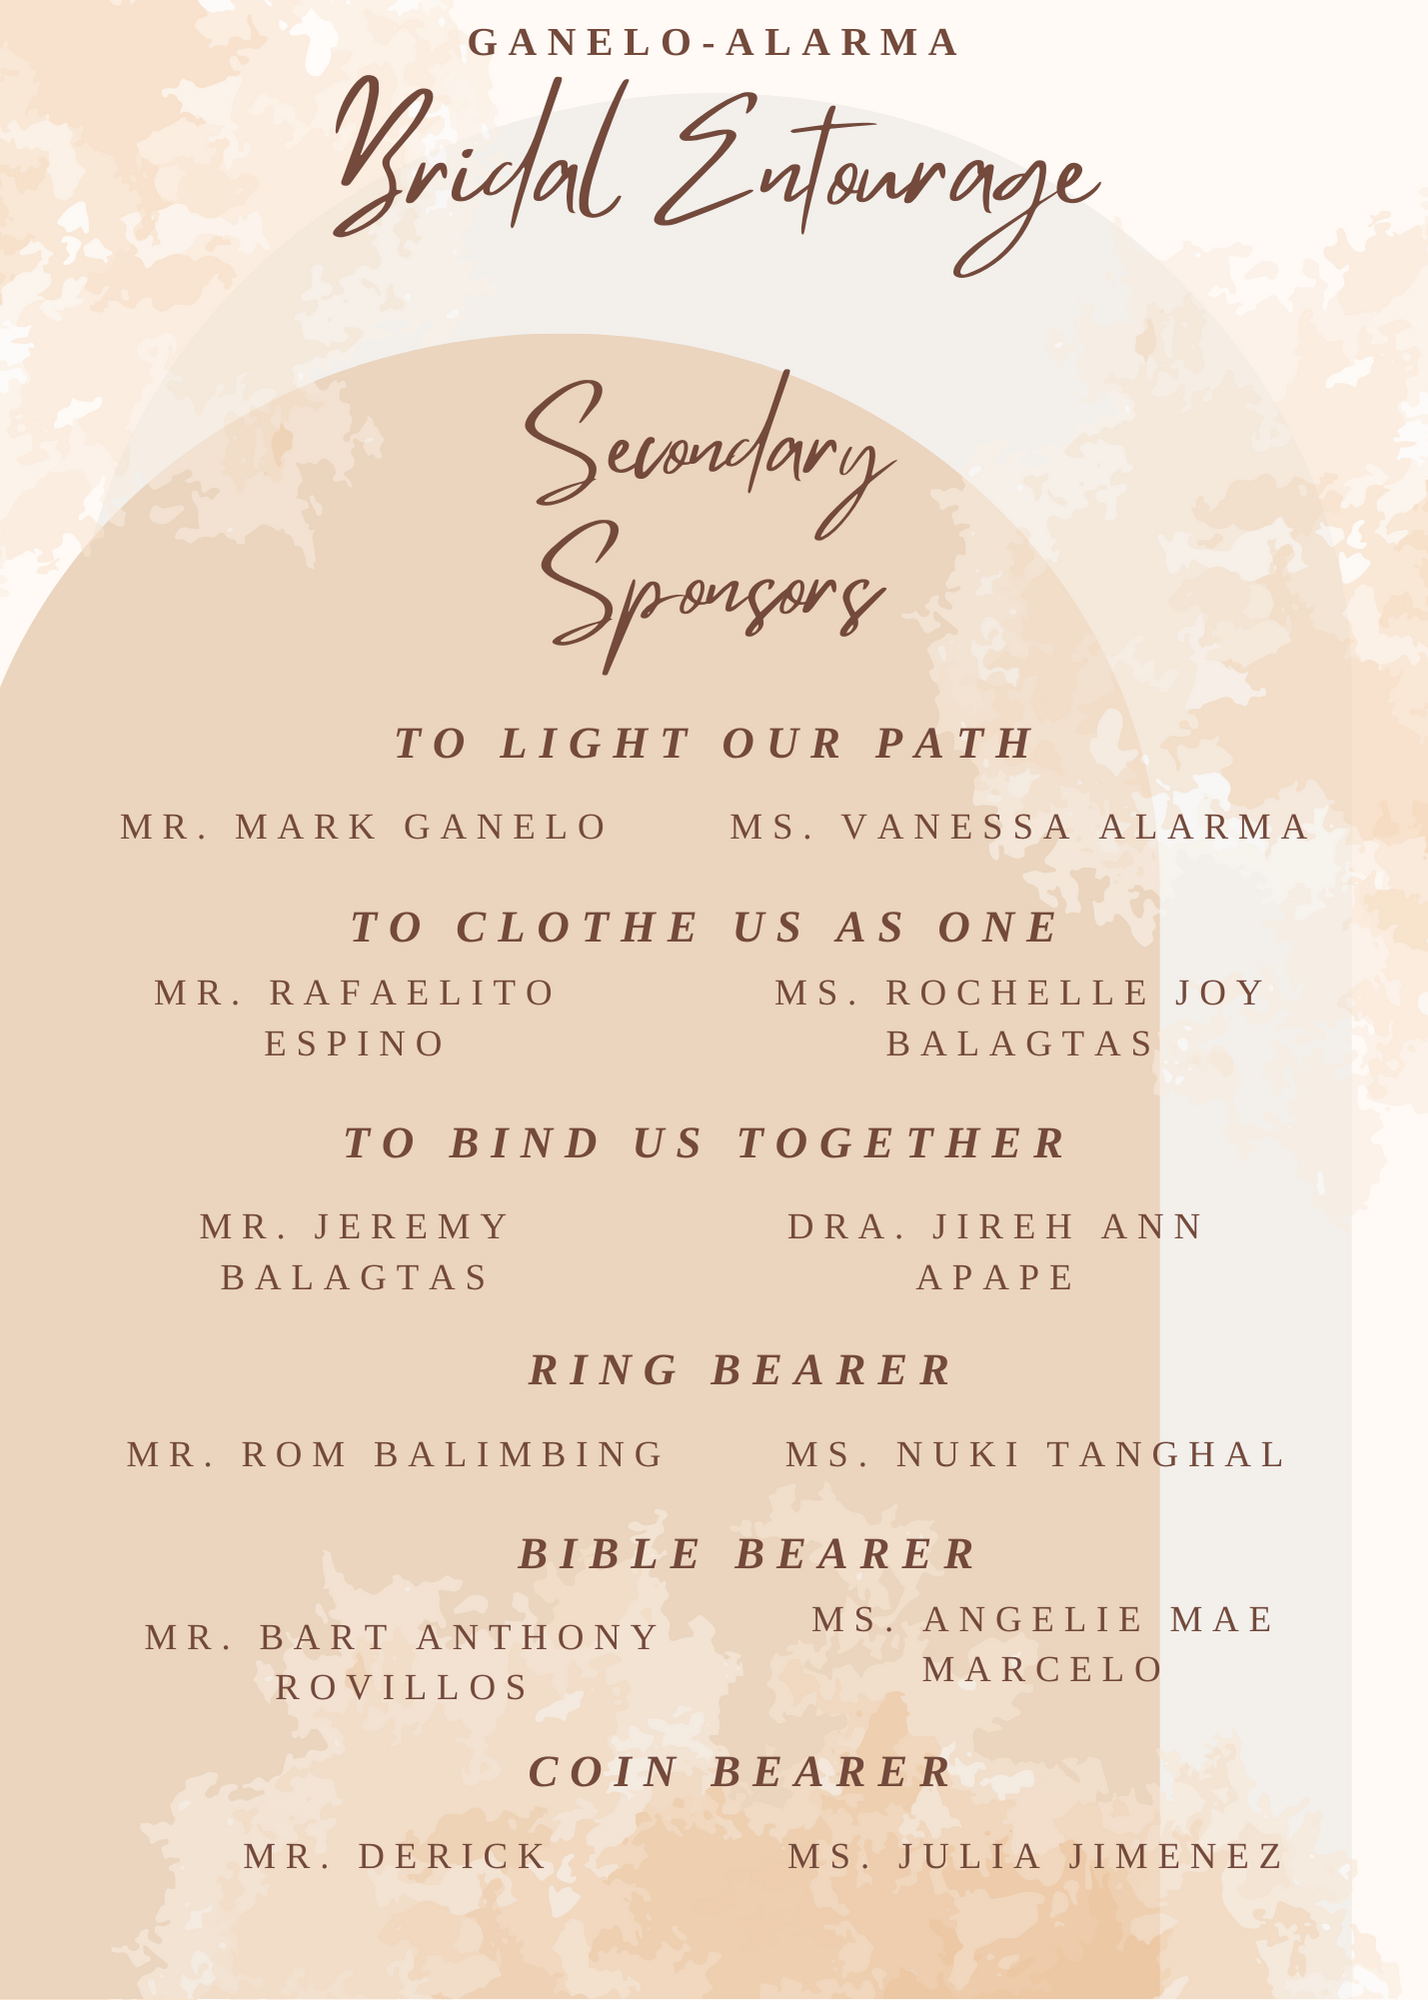 GANELO-ALARMA
Bridal Entourage
Secondary
Sponsors
TO LIGHT OUR PATH
MR. MARK GANELO
MS. VANESSA ALARMA
TO CLOTHE US AS ONE
MR. RAFAELITO
ESPINO
MS. ROCHELLE JOY
BALAGTAS
TO BIND US TOGETHER
MR. JEREMY
BALAGTAS
DRA. JIREH ANN
APAPE
RING BEARER
MR. ROM BALIMBING
MS. NUKI TANGHAL
BIBLE BEARER
MR. BART ANTHONY
ROVILLOS
MS. ANGELIE MAE
MARCELO
COIN BEARER
MR. DERICK
MS. JULIA JIMENEZ